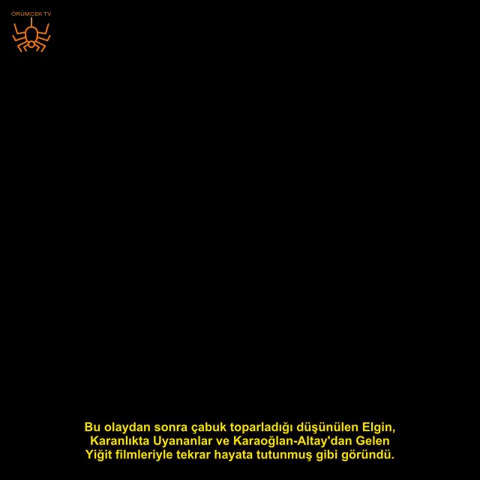 ÖRÜMCEK TV
Bu olaydan sonra çabuk toparladığı düşünülen Elgin,
Karanlıkta Uyananlar ve Karaoğlan-Altay'dan Gelen
Yiğit filmleriyle tekrar hayata tutunmuş gibi göründü.